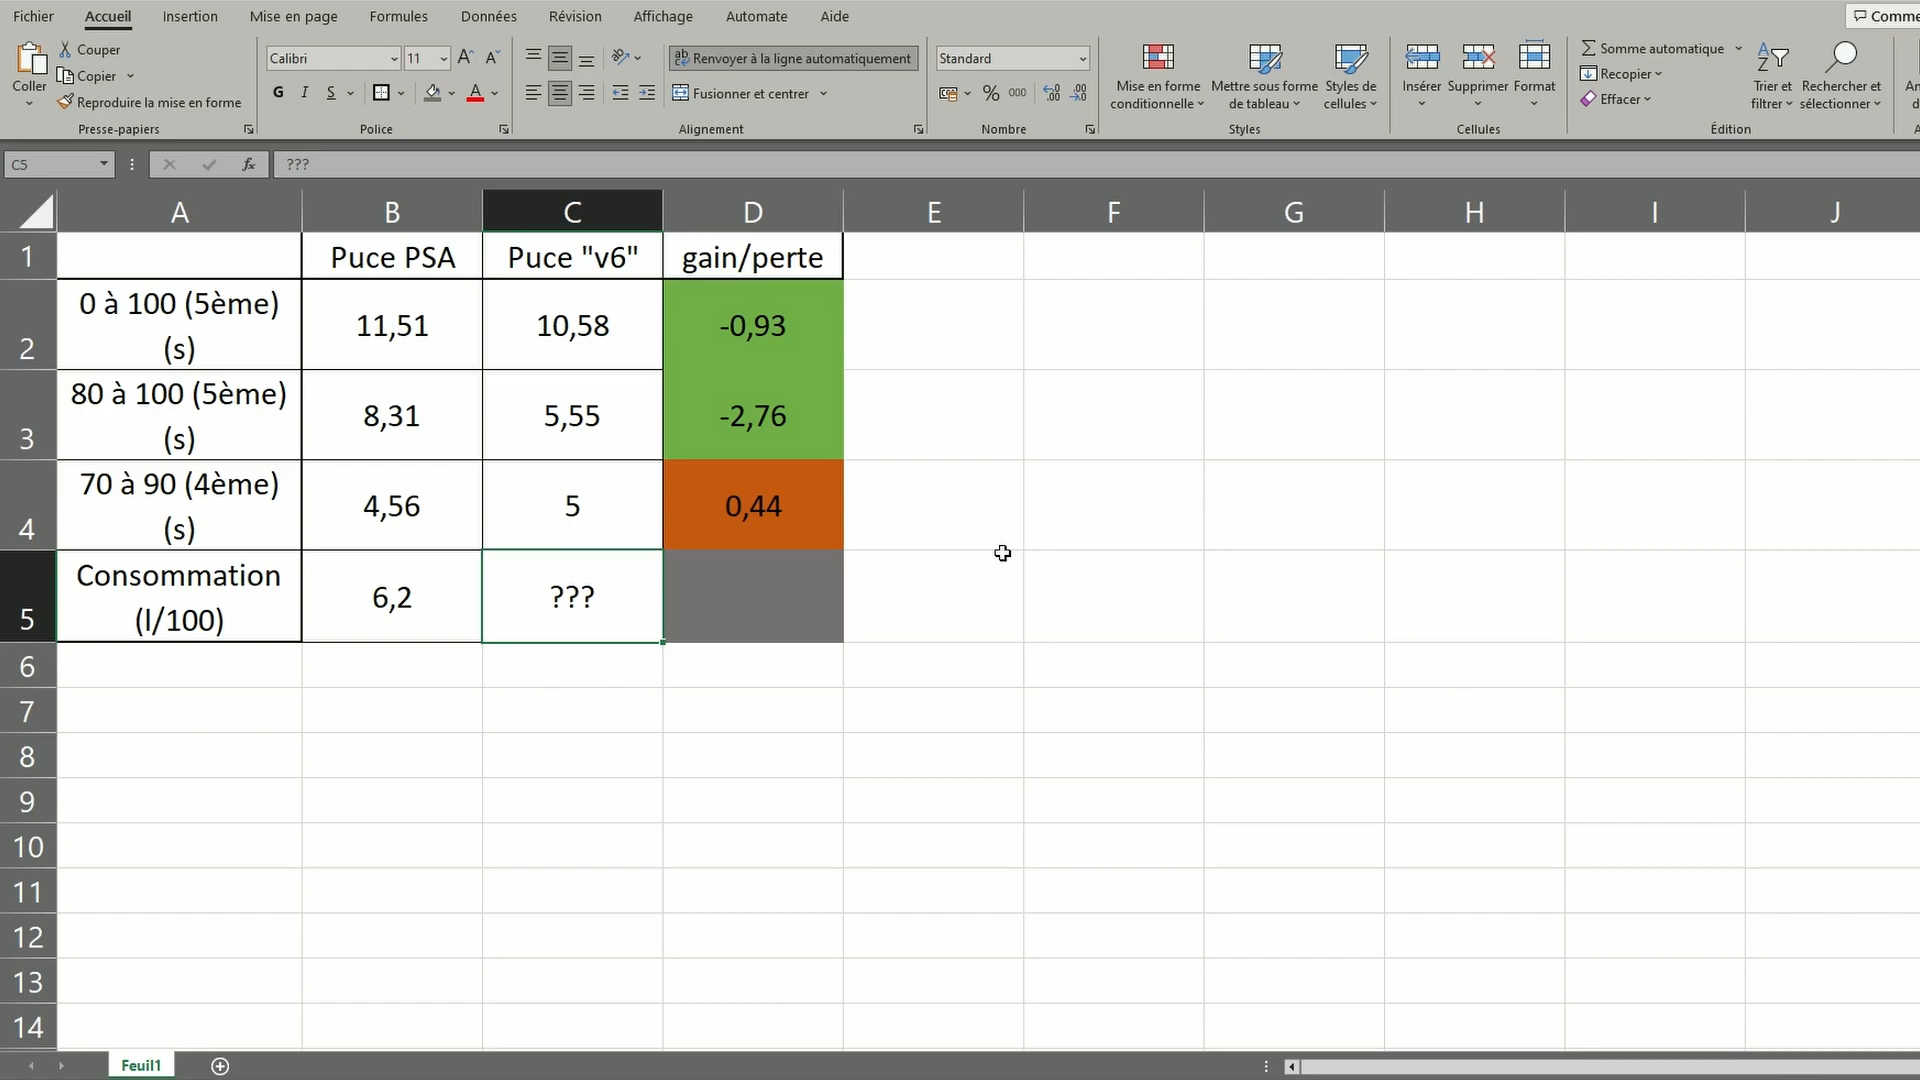 Fichier Accueil Insertion Mise en page Formules Données Révision Affichage Automate Aide
Coller
Couper
Copier
Reproduire la mise en forme
Presse-papiers
Calibri 11
G I S
Police
Renvoyer à la ligne automatiquement
Fusionner et centrer
Alignement
Standard
% 000
Nombre
Mise en forme conditionnelle
Mettre sous forme de tableau
Styles de cellules
Styles
Insérer Supprimer Format
Cellules
Somme automatique
Recopier
Effacer
Trier et filtrer
Rechercher et sélectionner
Édition
C5 fx ???
A B C D E F G H I J
1 Puce PSA Puce "v6" gain/perte
2 0 à 100 (5ème) (s) 11,51 10,58 -0,93
3 80 à 100 (5ème) (s) 8,31 5,55 -2,76
4 70 à 90 (4ème) (s) 4,56 5 0,44
5 Consommation (l/100) 6,2 ???
6
7
8
9
10
11
12
13
14
Feuil1